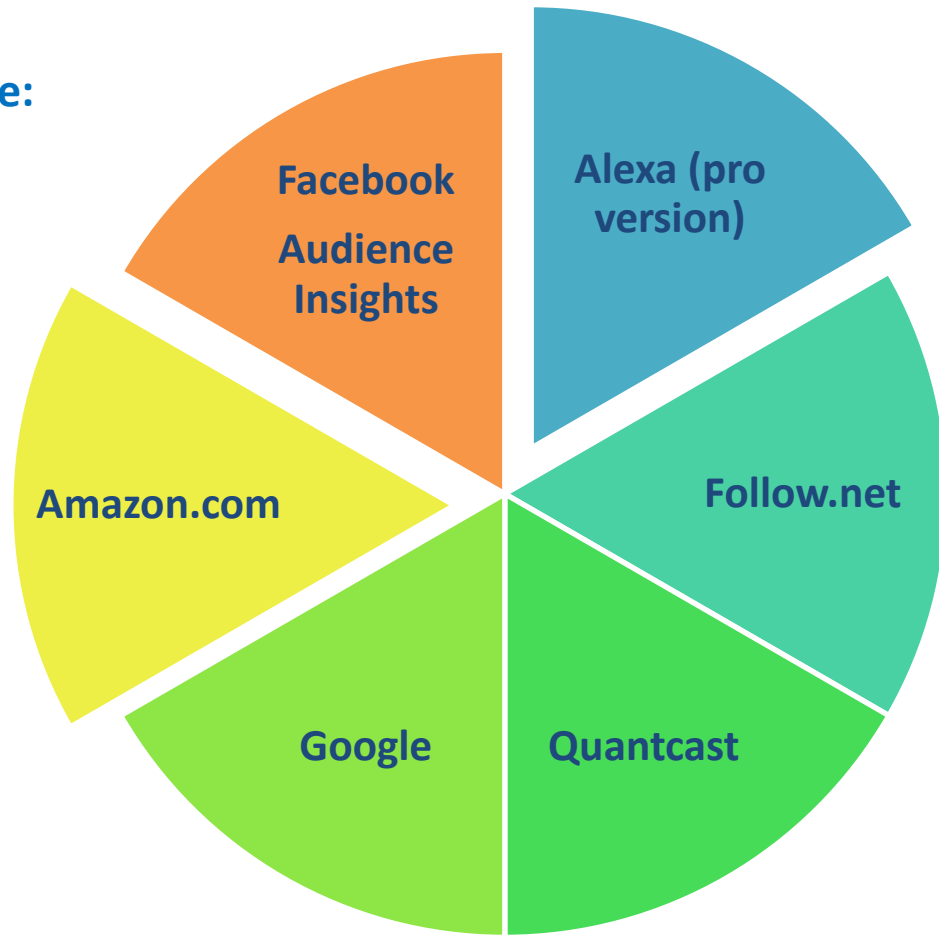 e:
Facebook
Audience
Insights
Alexa (pro
version)
Amazon.com
Follow.net
Google
Quantcast